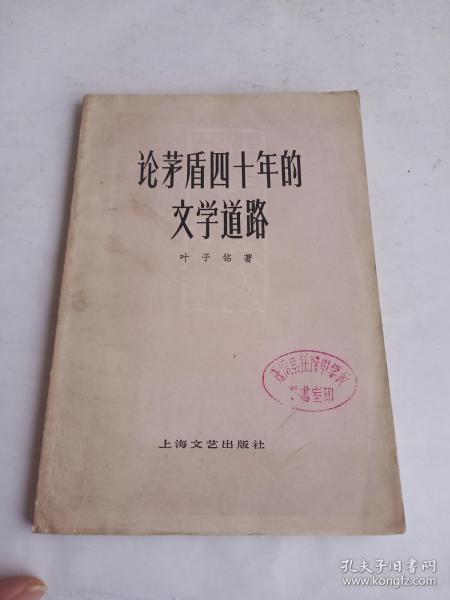 论茅盾四十年的
文学道路
叶子铭著
上海文艺出版社
孔夫子旧书网
www.kongfz.com